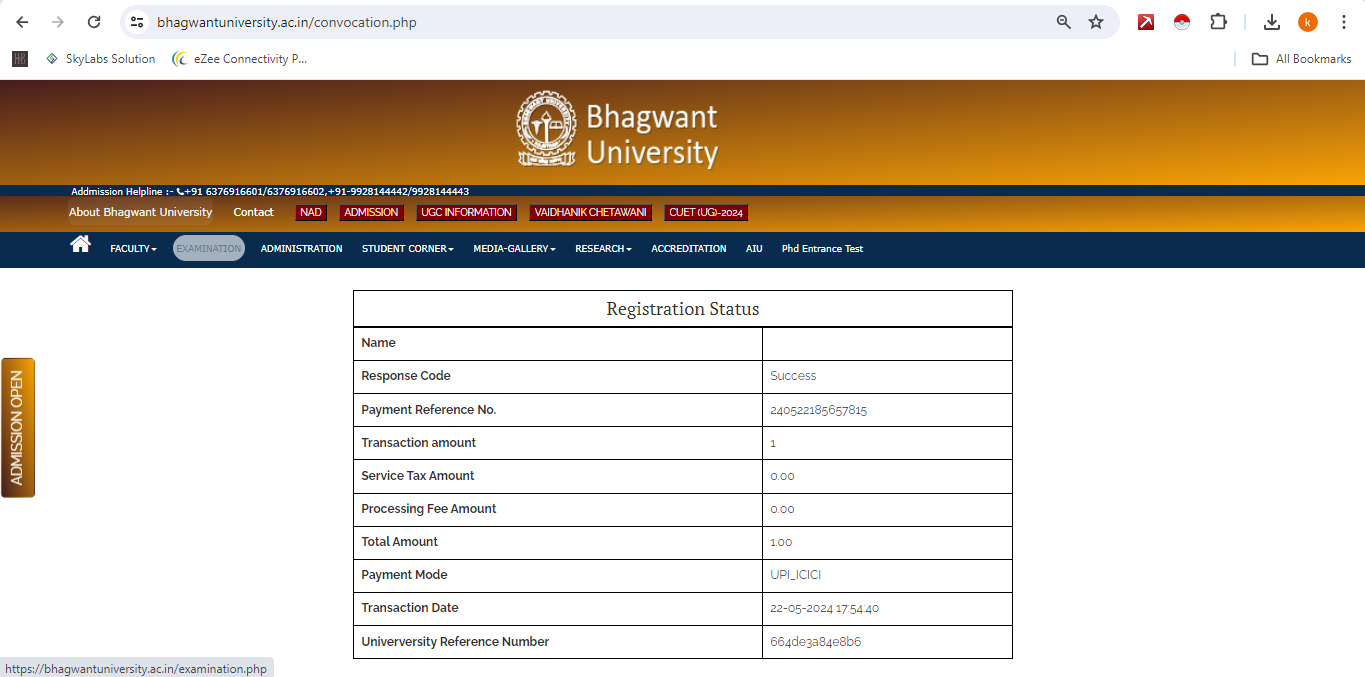 bhagwantuniversity.ac.in/convocation.php
k
SkyLabs Solution eZee Connectivity P... All Bookmarks
Bhagwant
University
Addmission Helpline :- +91 6376916601/6376916602,+91-9928144442/9928144443
About Bhagwant University Contact NAD ADMISSION UGC INFORMATION VAIDHANIK CHETAWANI CUET (UG)-2024
FACULTY EXAMINATION ADMINISTRATION STUDENT CORNER MEDIA-GALLERY RESEARCH ACCREDITATION AIU Phd Entrance Test
Registration Status
Name
Response Code Success
Payment Reference No. 240522185657815
Transaction amount 1
Service Tax Amount 0.00
Processing Fee Amount 0.00
Total Amount 1.00
Payment Mode UPI_ICICI
Transaction Date 22-05-2024 17:54:40
Univerversity Reference Number 664de3a84e8b6
ADMISSION OPEN
https://bhagwantuniversity.ac.in/examination.php